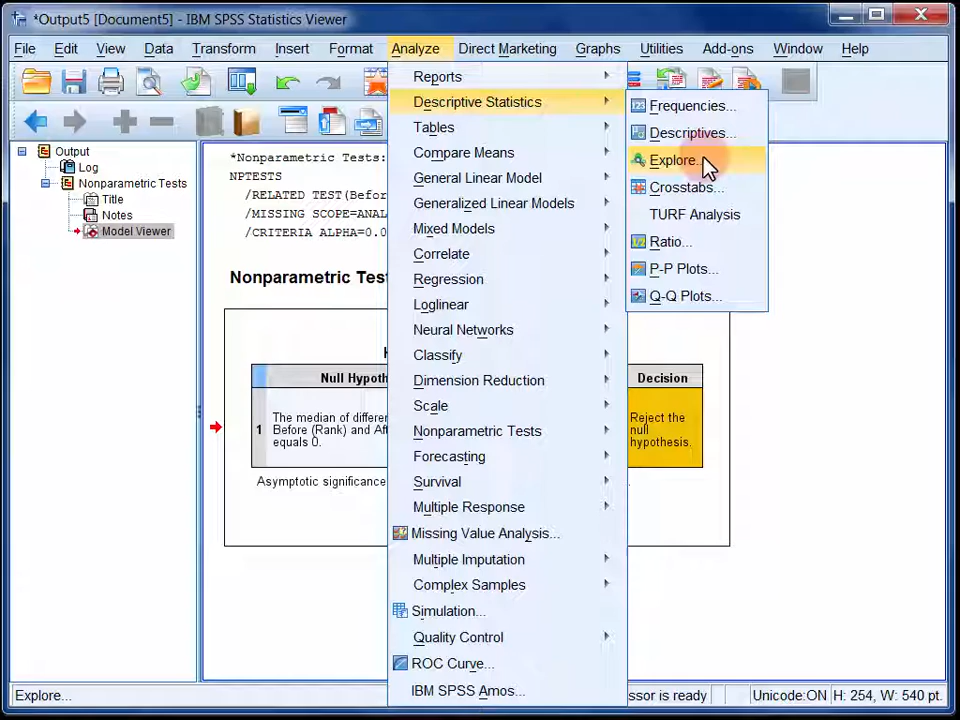 *Output5 [Document5] - IBM SPSS Statistics Viewer
File Edit View Data Transform Insert Format Analyze Direct Marketing Graphs Utilities Add-ons Window Help
Reports
Descriptive Statistics
Tables
Compare Means
General Linear Model
Generalized Linear Models
Mixed Models
Correlate
Regression
Loglinear
Neural Networks
Classify
Dimension Reduction
Scale
Nonparametric Tests
Forecasting
Survival
Multiple Response
Missing Value Analysis...
Multiple Imputation
Complex Samples
Simulation...
Quality Control
ROC Curve...
IBM SPSS Amos...
Frequencies...
Descriptives...
Explore...
Crosstabs...
TURF Analysis
Ratio...
P-P Plots...
Q-Q Plots...
Output
Log
Nonparametric Tests
Title
Notes
Model Viewer
*Nonparametric Tests:
NPTESTS
/RELATED TEST(Befor
/MISSING SCOPE=ANAL
/CRITERIA ALPHA=0.0
Nonparametric Test
Null Hypoth
Decision
1
The median of differen
Before (Rank) and Aft
equals 0.
Reject the
null
hypothesis.
Asymptotic significance
Explore...
ssor is ready
Unicode:ON
H: 254, W: 540 pt.